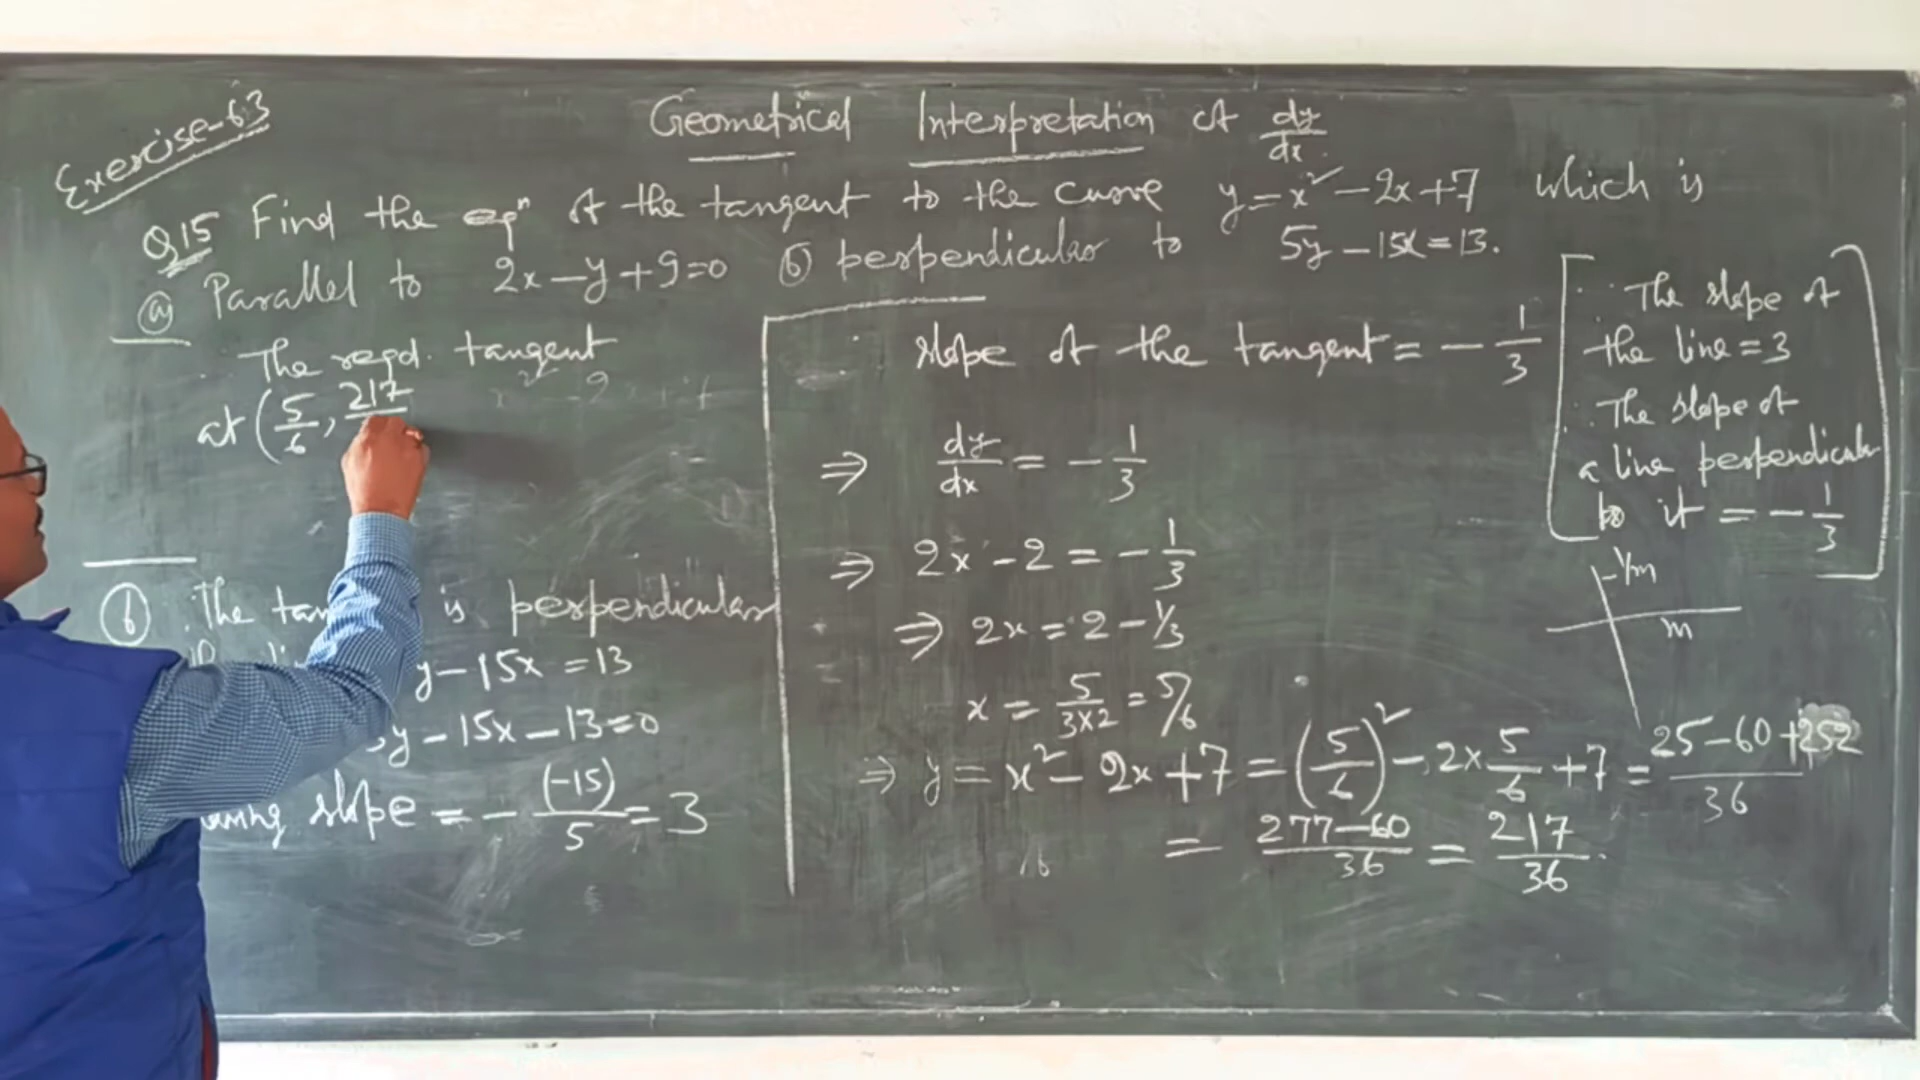 Exercise-6.3
Geometrical Interpretation of dy/dx.
Q15 Find the eqⁿ of the tangent to the curve y = x² - 2x + 7 which is
(a) Parallel to 2x - y + 9 = 0 (b) perpendicular to 5y - 15x = 13.
The reqd. tangent
at (5/6, 217
(b) The tan is perpendicular
y - 15x = 13
y - 15x - 13 = 0
slope = - (-15)/5 = 3
slope of the tangent = - 1/3
⇒ dy/dx = - 1/3
⇒ 2x - 2 = - 1/3
⇒ 2x = 2 - 1/3
x = 5/(3×2) = 5/6
⇒ y = x² - 2x + 7 = (5/6)² - 2×5/6 + 7 = (25 - 60 + 252)/36
= (277 - 60)/36 = 217/36.
[∵ The slope of
the line = 3
∴ The slope of
a line perpendicular
to it = - 1/3]
-1/m
m